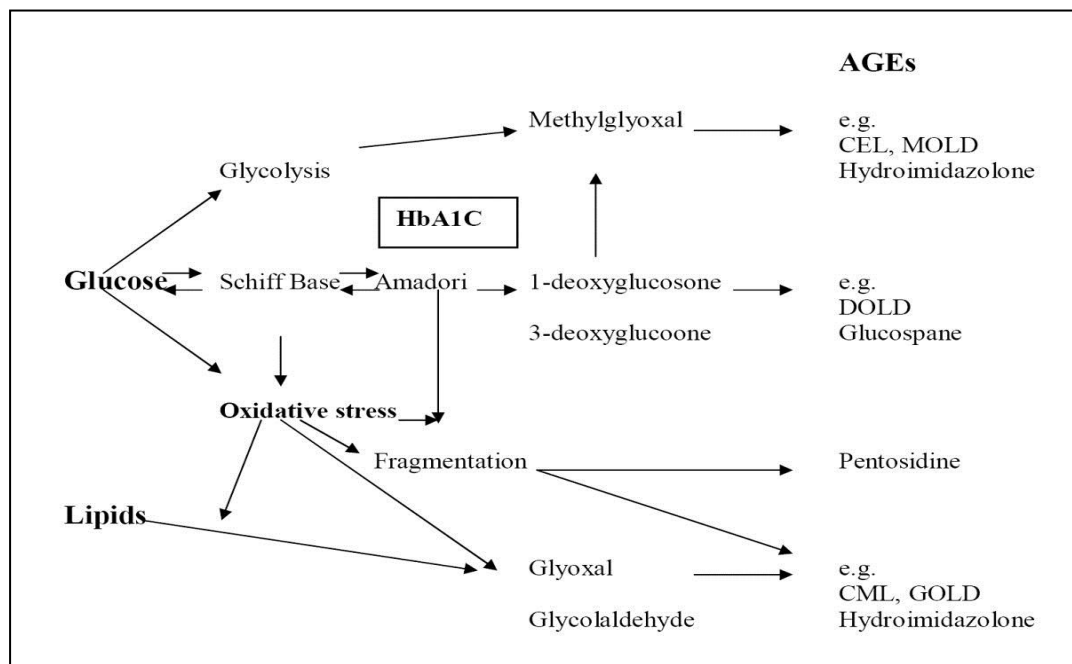 AGEs
Methylglyoxal
e.g.
CEL, MOLD
Hydroimidazolone
Glycolysis
HbA1C
Glucose
Schiff Base
Amadori
1-deoxyglucosone
e.g.
DOLD
Glucospane
3-deoxyglucoone
Oxidative stress
Fragmentation
Pentosidine
Lipids
Glyoxal
e.g.
CML, GOLD
Hydroimidazolone
Glycolaldehyde